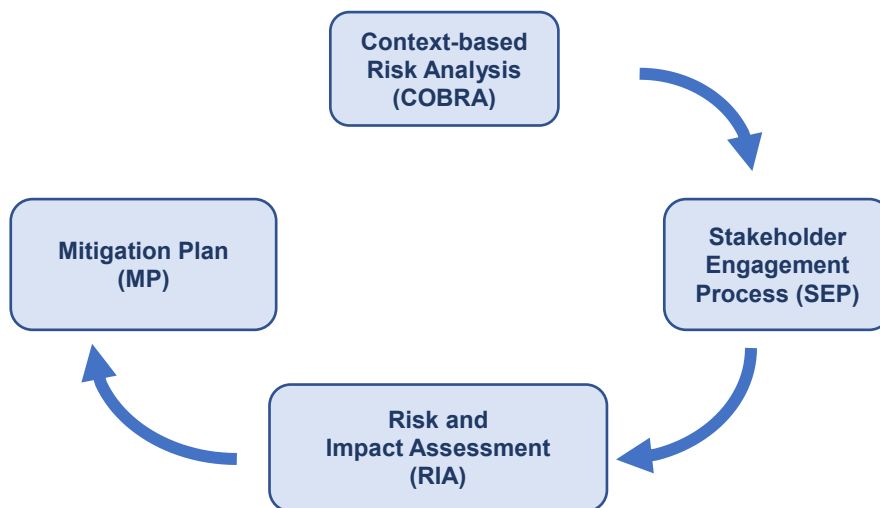 Context-based
Risk Analysis
(COBRA)
Stakeholder
Engagement
Process (SEP)
Risk and
Impact Assessment
(RIA)
Mitigation Plan
(MP)